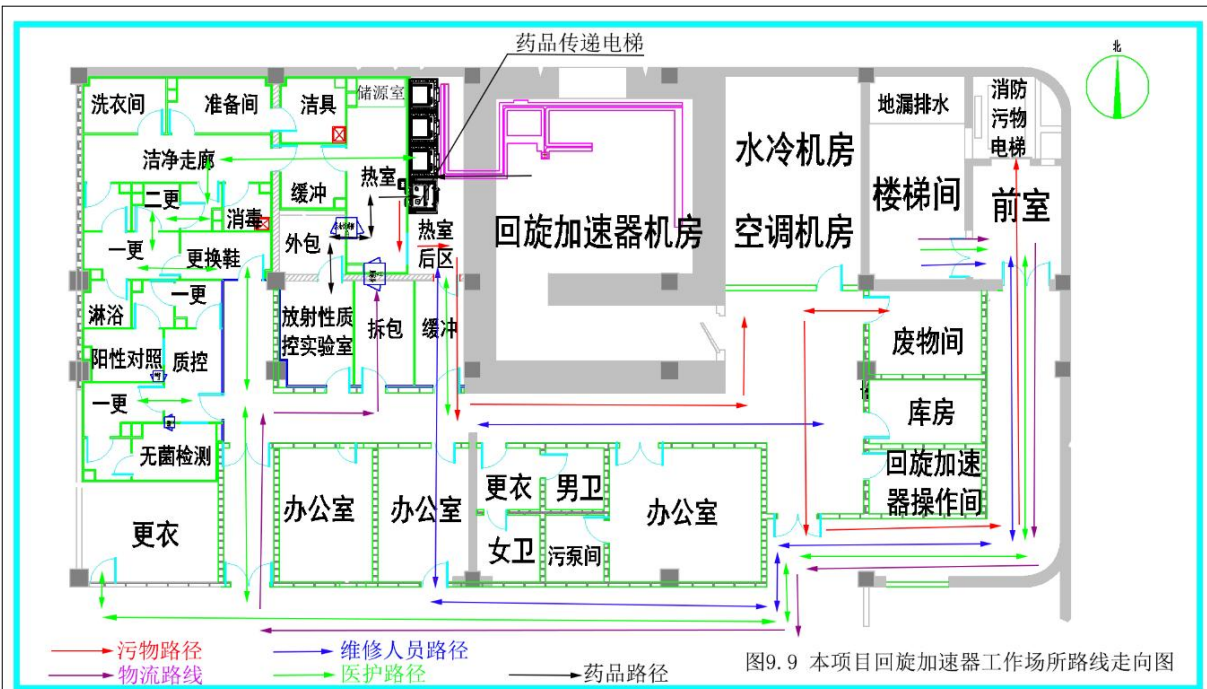 药品传递电梯
北
洗衣间
准备间
洁具
储源室
地漏排水
消防
污物
电梯
洁净走廊
水冷机房
热室
缓冲
楼梯间
前室
二更
消毒
外包
热室
后区
回旋加速器机房
空调机房
一更
更换鞋
一更
淋浴
放射性质
控实验室
拆包
缓冲
废物间
阳性对照
质控
一更
库房
无菌检测
回旋加速
器操作间
更衣
男卫
办公室
办公室
办公室
更衣
女卫
污泵间
污物路径
维修人员路径
物流路线
医护路径
药品路径
图9.9 本项目回旋加速器工作场所路线走向图